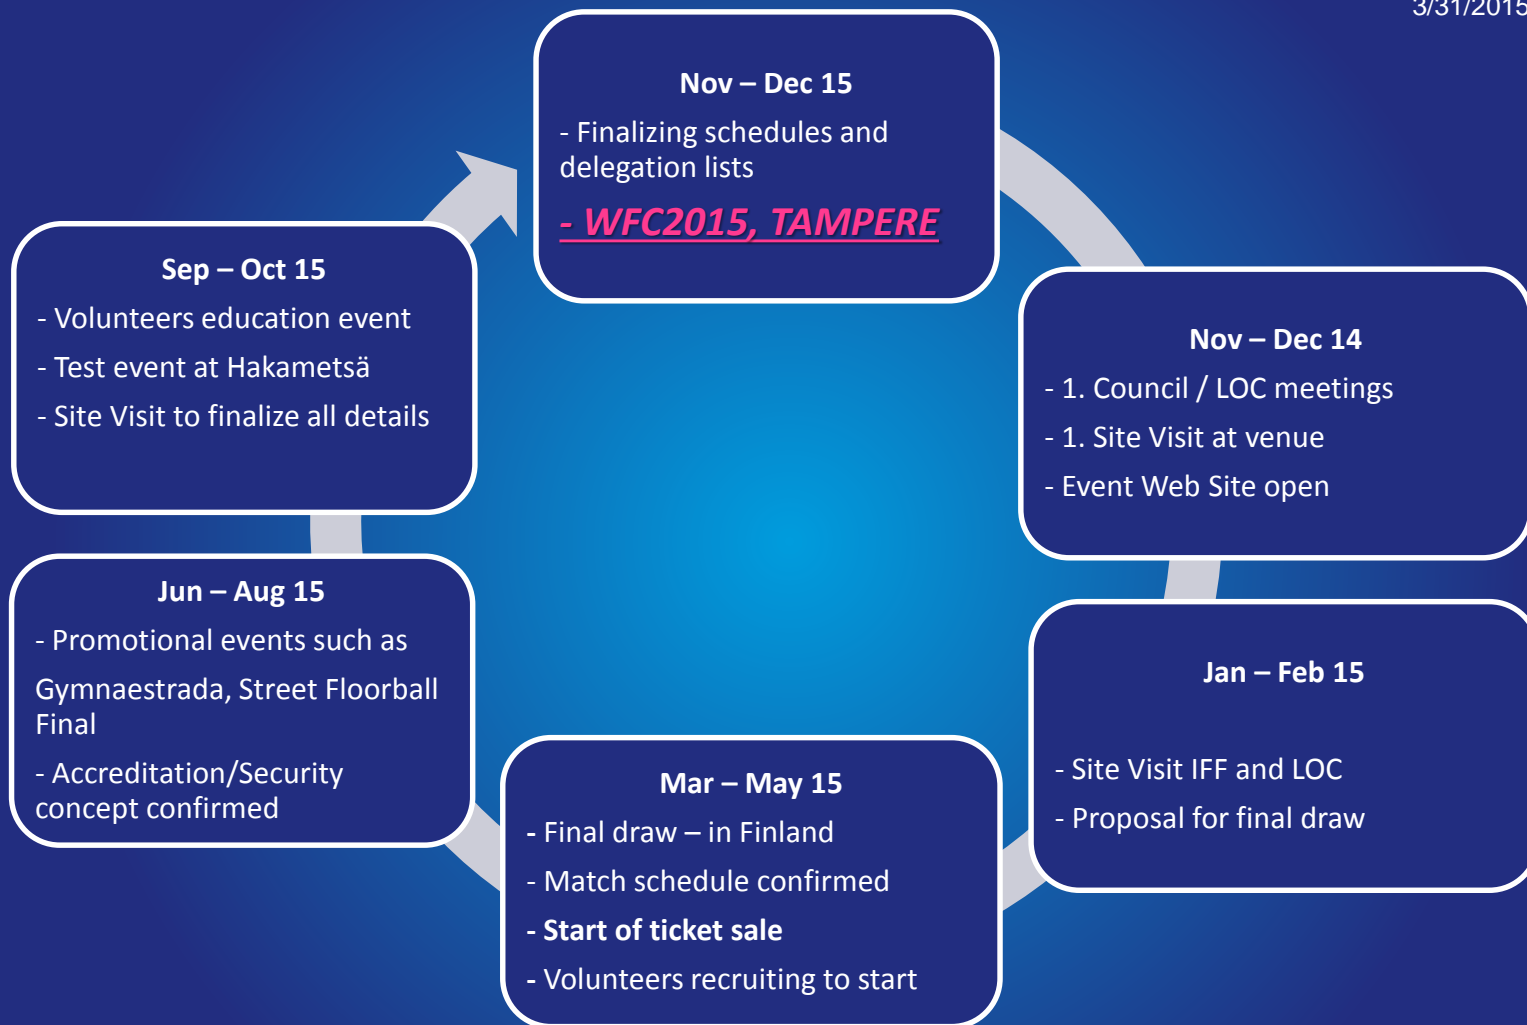 3/31/2015
Nov – Dec 15
- Finalizing schedules and
delegation lists
- WFC2015, TAMPERE
Nov – Dec 14
- 1. Council / LOC meetings
- 1. Site Visit at venue
- Event Web Site open
Jan – Feb 15
- Site Visit IFF and LOC
- Proposal for final draw
Mar – May 15
- Final draw – in Finland
- Match schedule confirmed
- Start of ticket sale
- Volunteers recruiting to start
Jun – Aug 15
- Promotional events such as
Gymnaestrada, Street Floorball
Final
- Accreditation/Security
concept confirmed
Sep – Oct 15
- Volunteers education event
- Test event at Hakametsä
- Site Visit to finalize all details